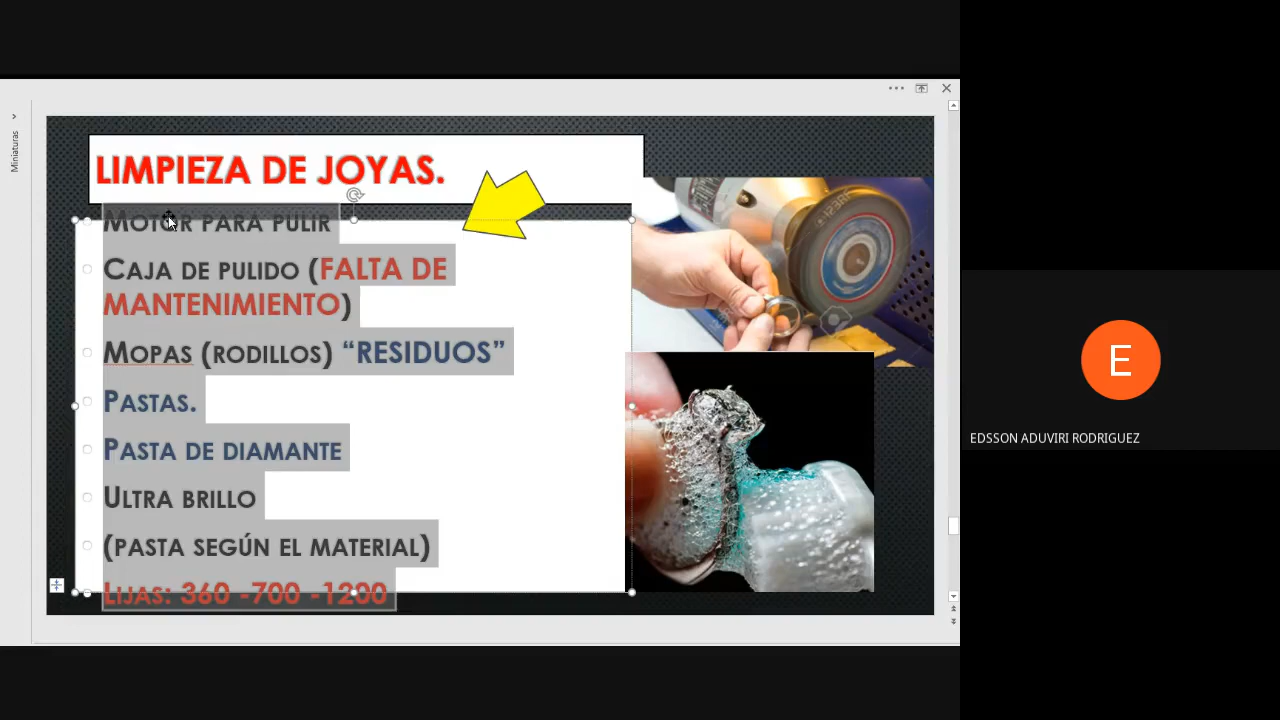 Miniaturas
LIMPIEZA DE JOYAS.
MOTOR PARA PULIR
CAJA DE PULIDO (FALTA DE
MANTENIMIENTO)
MOPAS (RODILLOS) “RESIDUOS”
PASTAS.
PASTA DE DIAMANTE
ULTRA BRILLO
(PASTA SEGÚN EL MATERIAL)
LIJAS: 360 -700 -1200
E
EDSSON ADUVIRI RODRIGUEZ